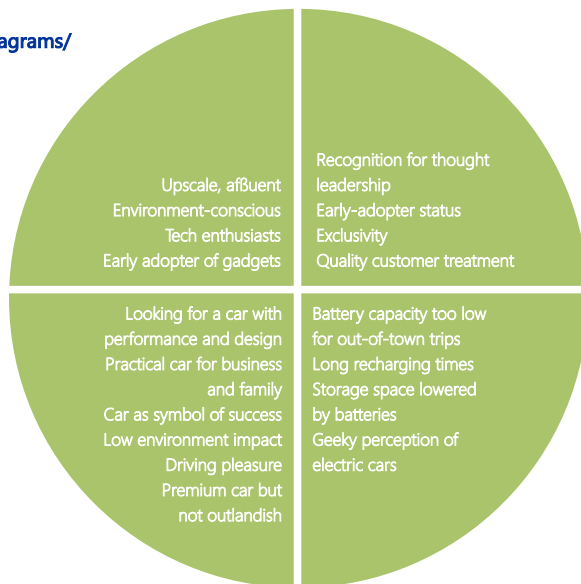 agrams/
Upscale, afßuent
Environment-conscious
Tech enthusiasts
Early adopter of gadgets
Recognition for thought
leadership
Early-adopter status
Exclusivity
Quality customer treatment
Looking for a car with
performance and design
Practical car for business
and family
Car as symbol of success
Low environment impact
Driving pleasure
Premium car but
not outlandish
Battery capacity too low
for out-of-town trips
Long recharging times
Storage space lowered
by batteries
Geeky perception of
electric cars